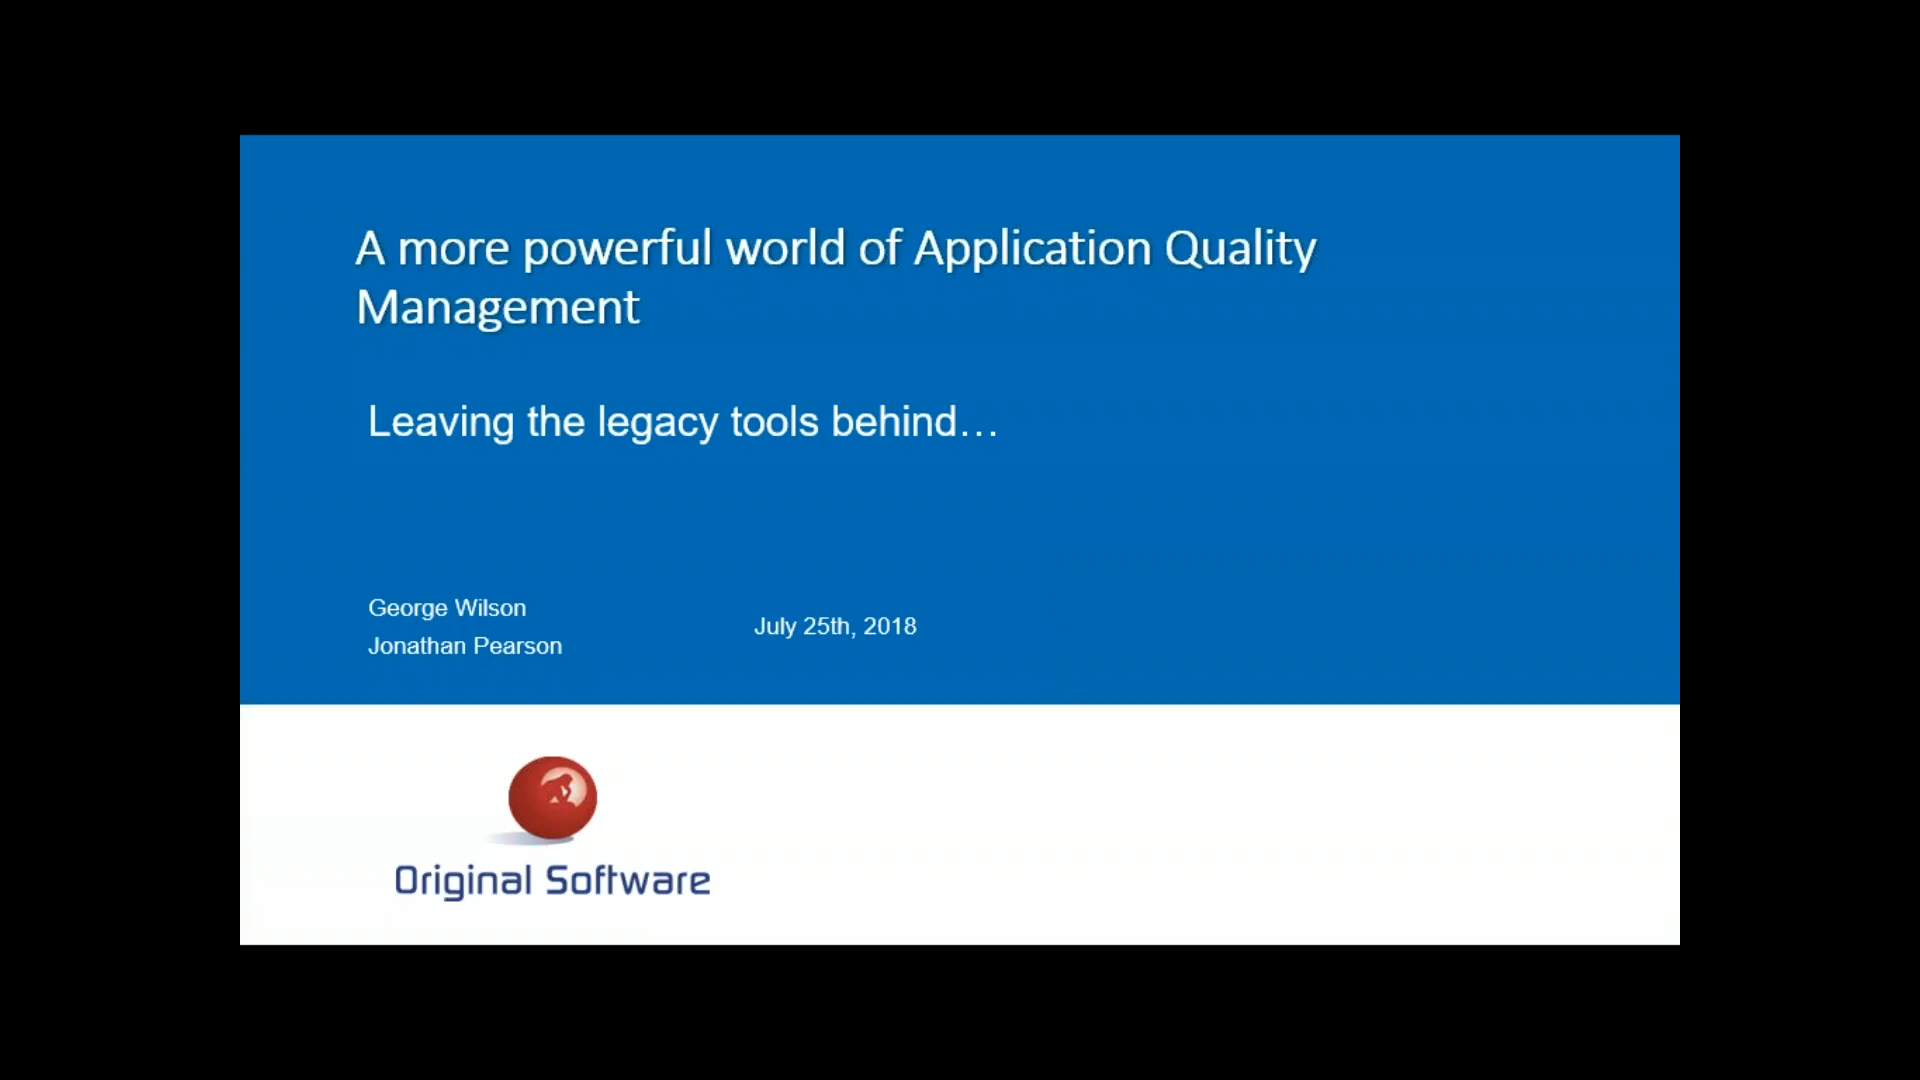 A more powerful world of Application Quality
Management
Leaving the legacy tools behind…
George Wilson
Jonathan Pearson
July 25th, 2018
Original Software